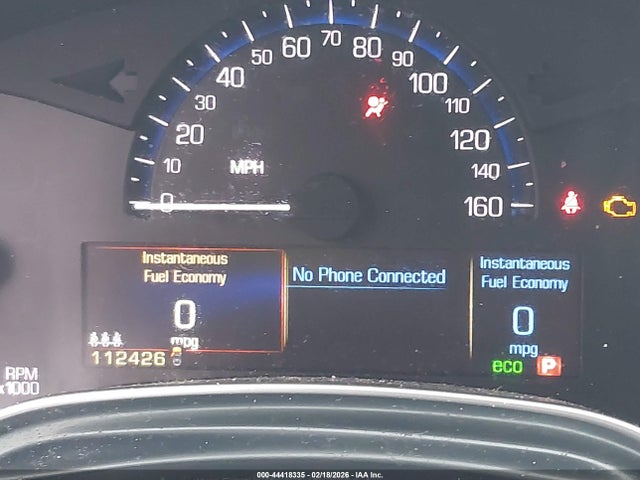 70
60 80
50 90
40 100
30 110
20 120
10 MPH 140
0 160
Instantaneous
Fuel Economy
0
mpg
112426
No Phone Connected
Instantaneous
Fuel Economy
0
mpg
eco P
RPM
x1000
000-44418335 - 02/18/2026 - IAA Inc.